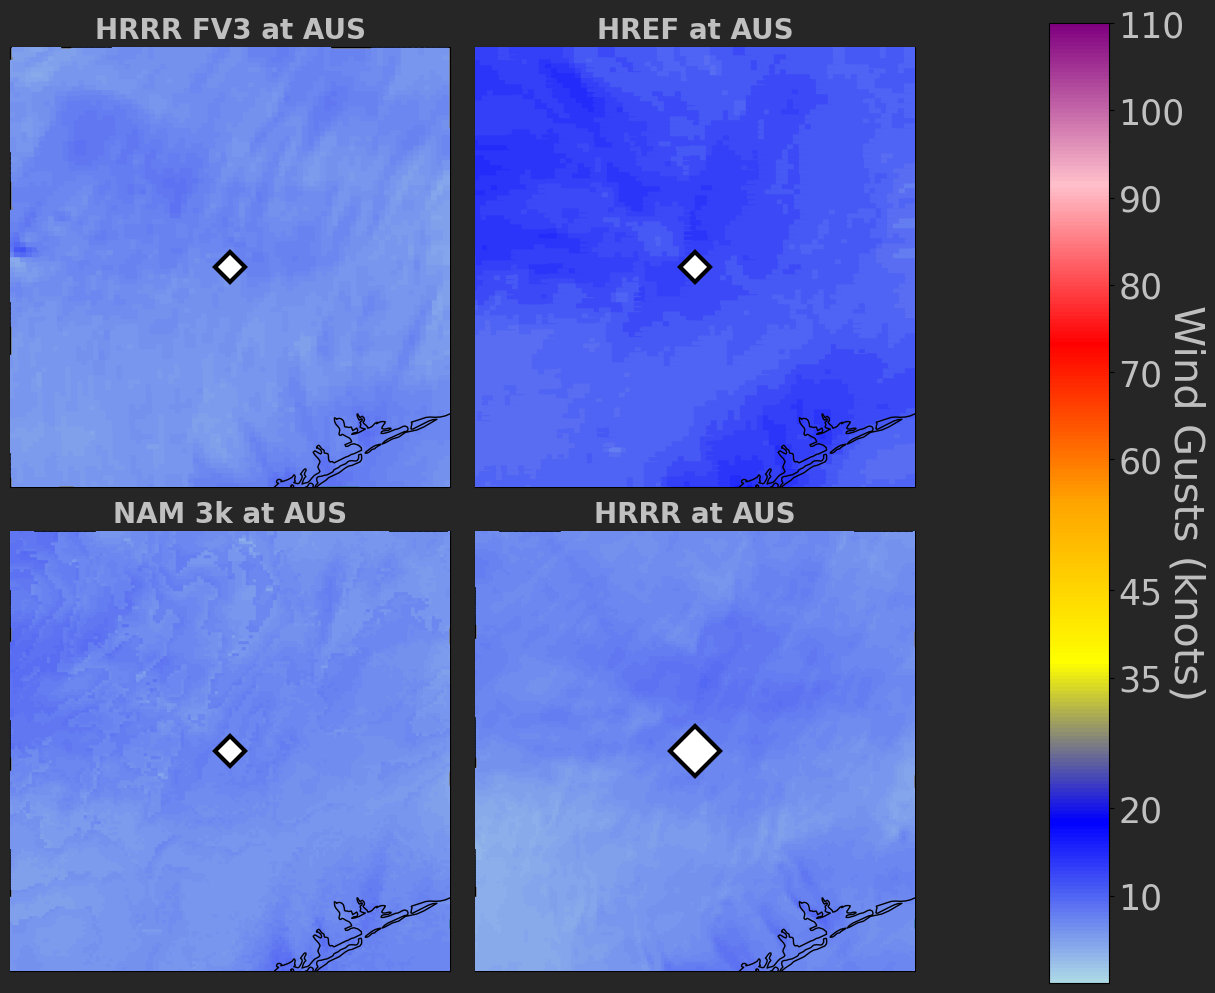 HRRR FV3 at AUS
HREF at AUS
NAM 3k at AUS
HRRR at AUS
110
100
90
80
70
60
45
35
20
10
Wind Gusts (knots)